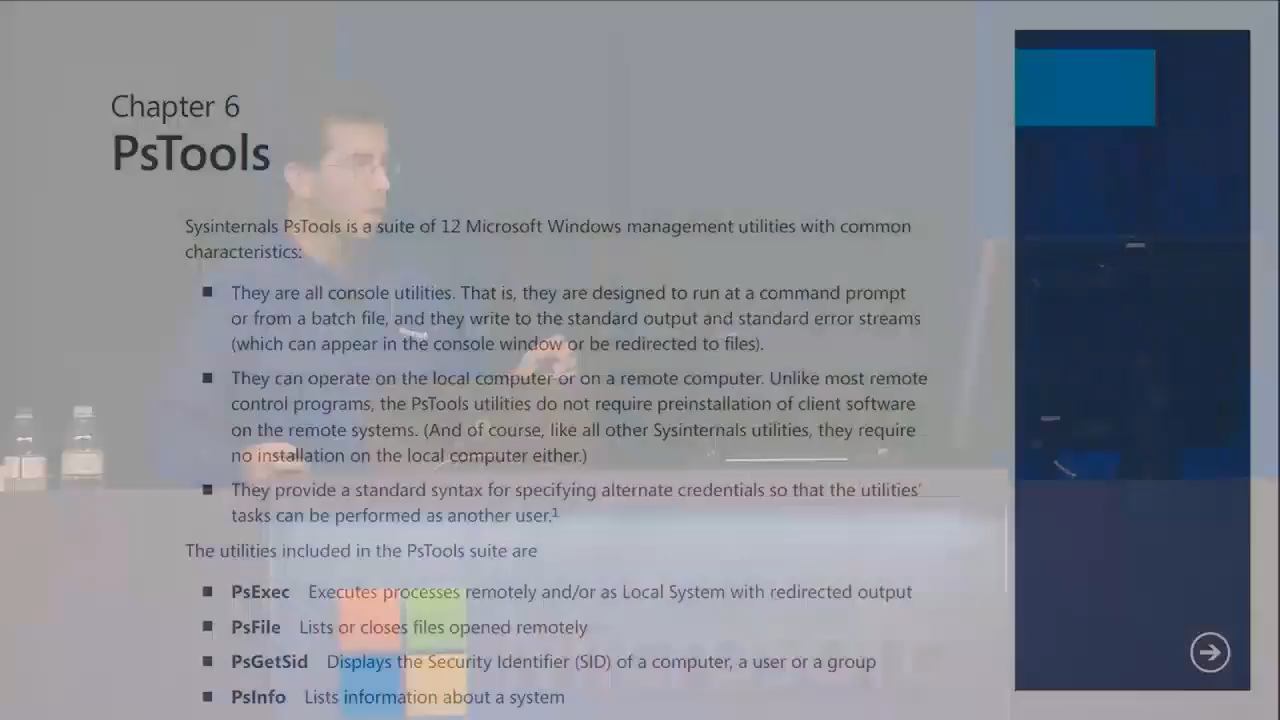 Chapter 6
PsTools
Sysinternals PsTools is a suite of 12 Microsoft Windows management utilities with common
characteristics:
■ They are all console utilities. That is, they are designed to run at a command prompt
or from a batch file, and they write to the standard output and standard error streams
(which can appear in the console window or be redirected to files).
■ They can operate on the local computer or on a remote computer. Unlike most remote
control programs, the PsTools utilities do not require preinstallation of client software
on the remote systems. (And of course, like all other Sysinternals utilities, they require
no installation on the local computer either.)
■ They provide a standard syntax for specifying alternate credentials so that the utilities'
tasks can be performed as another user.1
The utilities included in the PsTools suite are
■ PsExec Executes processes remotely and/or as Local System with redirected output
■ PsFile Lists or closes files opened remotely
■ PsGetSid Displays the Security Identifier (SID) of a computer, a user or a group
■ PsInfo Lists information about a system